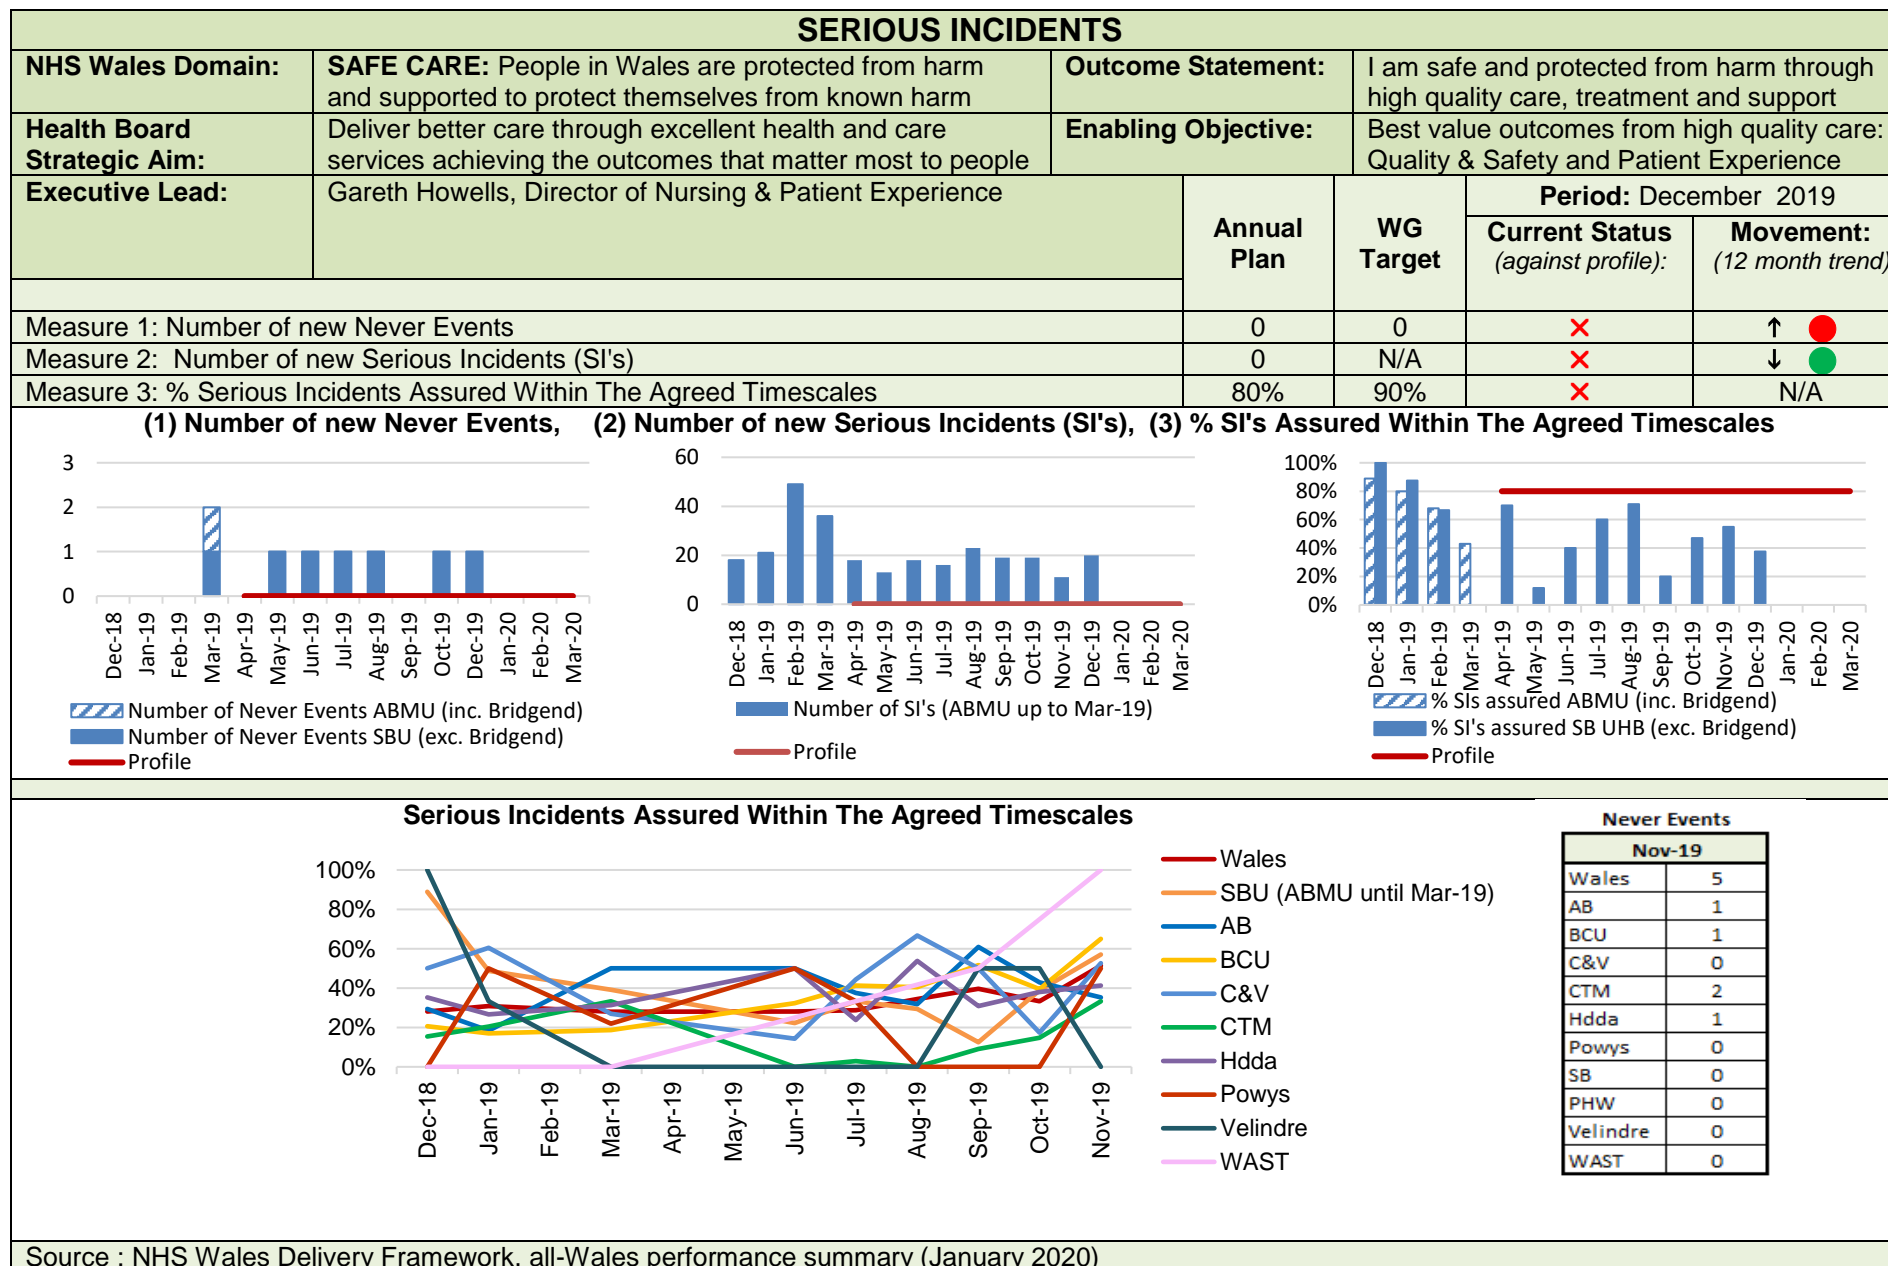 SERIOUS INCIDENTS
NHS Wales Domain:
SAFE CARE: People in Wales are protected from harm
and supported to protect themselves from known harm
Outcome Statement:
I am safe and protected from harm through
high quality care, treatment and support
Health Board
Strategic Aim:
Deliver better care through excellent health and care
services achieving the outcomes that matter most to people
Enabling Objective:
Best value outcomes from high quality care:
Quality & Safety and Patient Experience
Executive Lead:
Gareth Howells, Director of Nursing & Patient Experience
Annual
Plan
WG
Target
Period: December 2019
Current Status
(against profile):
Movement:
(12 month trend)
Measure 1: Number of new Never Events 0 0 ✕ ↑
Measure 2: Number of new Serious Incidents (SI's) 0 N/A ✕ ↓
Measure 3: % Serious Incidents Assured Within The Agreed Timescales 80% 90% ✕ N/A
(1) Number of new Never Events, (2) Number of new Serious Incidents (SI's), (3) % SI's Assured Within The Agreed Timescales
3
2
1
0
Dec-18
Jan-19
Feb-19
Mar-19
Apr-19
May-19
Jun-19
Jul-19
Aug-19
Sep-19
Oct-19
Dec-19
Jan-20
Feb-20
Mar-20
Number of Never Events ABMU (inc. Bridgend)
Number of Never Events SBU (exc. Bridgend)
Profile
60
40
20
0
Dec-18
Jan-19
Feb-19
Mar-19
Apr-19
May-19
Jun-19
Jul-19
Aug-19
Sep-19
Oct-19
Nov-19
Dec-19
Jan-20
Feb-20
Mar-20
Number of SI's (ABMU up to Mar-19)
Profile
100%
80%
60%
40%
20%
0%
Dec-18
Jan-19
Feb-19
Mar-19
Apr-19
May-19
Jun-19
Jul-19
Aug-19
Sep-19
Oct-19
Nov-19
Dec-19
Jan-20
Feb-20
Mar-20
% SIs assured ABMU (inc. Bridgend)
% SI's assured SB UHB (exc. Bridgend)
Profile
Serious Incidents Assured Within The Agreed Timescales
100%
80%
60%
40%
20%
0%
Dec-18
Jan-19
Feb-19
Mar-19
Apr-19
May-19
Jun-19
Jul-19
Aug-19
Sep-19
Oct-19
Nov-19
Wales
SBU (ABMU until Mar-19)
AB
BCU
C&V
CTM
Hdda
Powys
Velindre
WAST
Never Events
Nov-19
Wales 5
AB 1
BCU 1
C&V 0
CTM 2
Hdda 1
Powys 0
SB 0
PHW 0
Velindre 0
WAST 0
Source : NHS Wales Delivery Framework, all-Wales performance summary (January 2020)